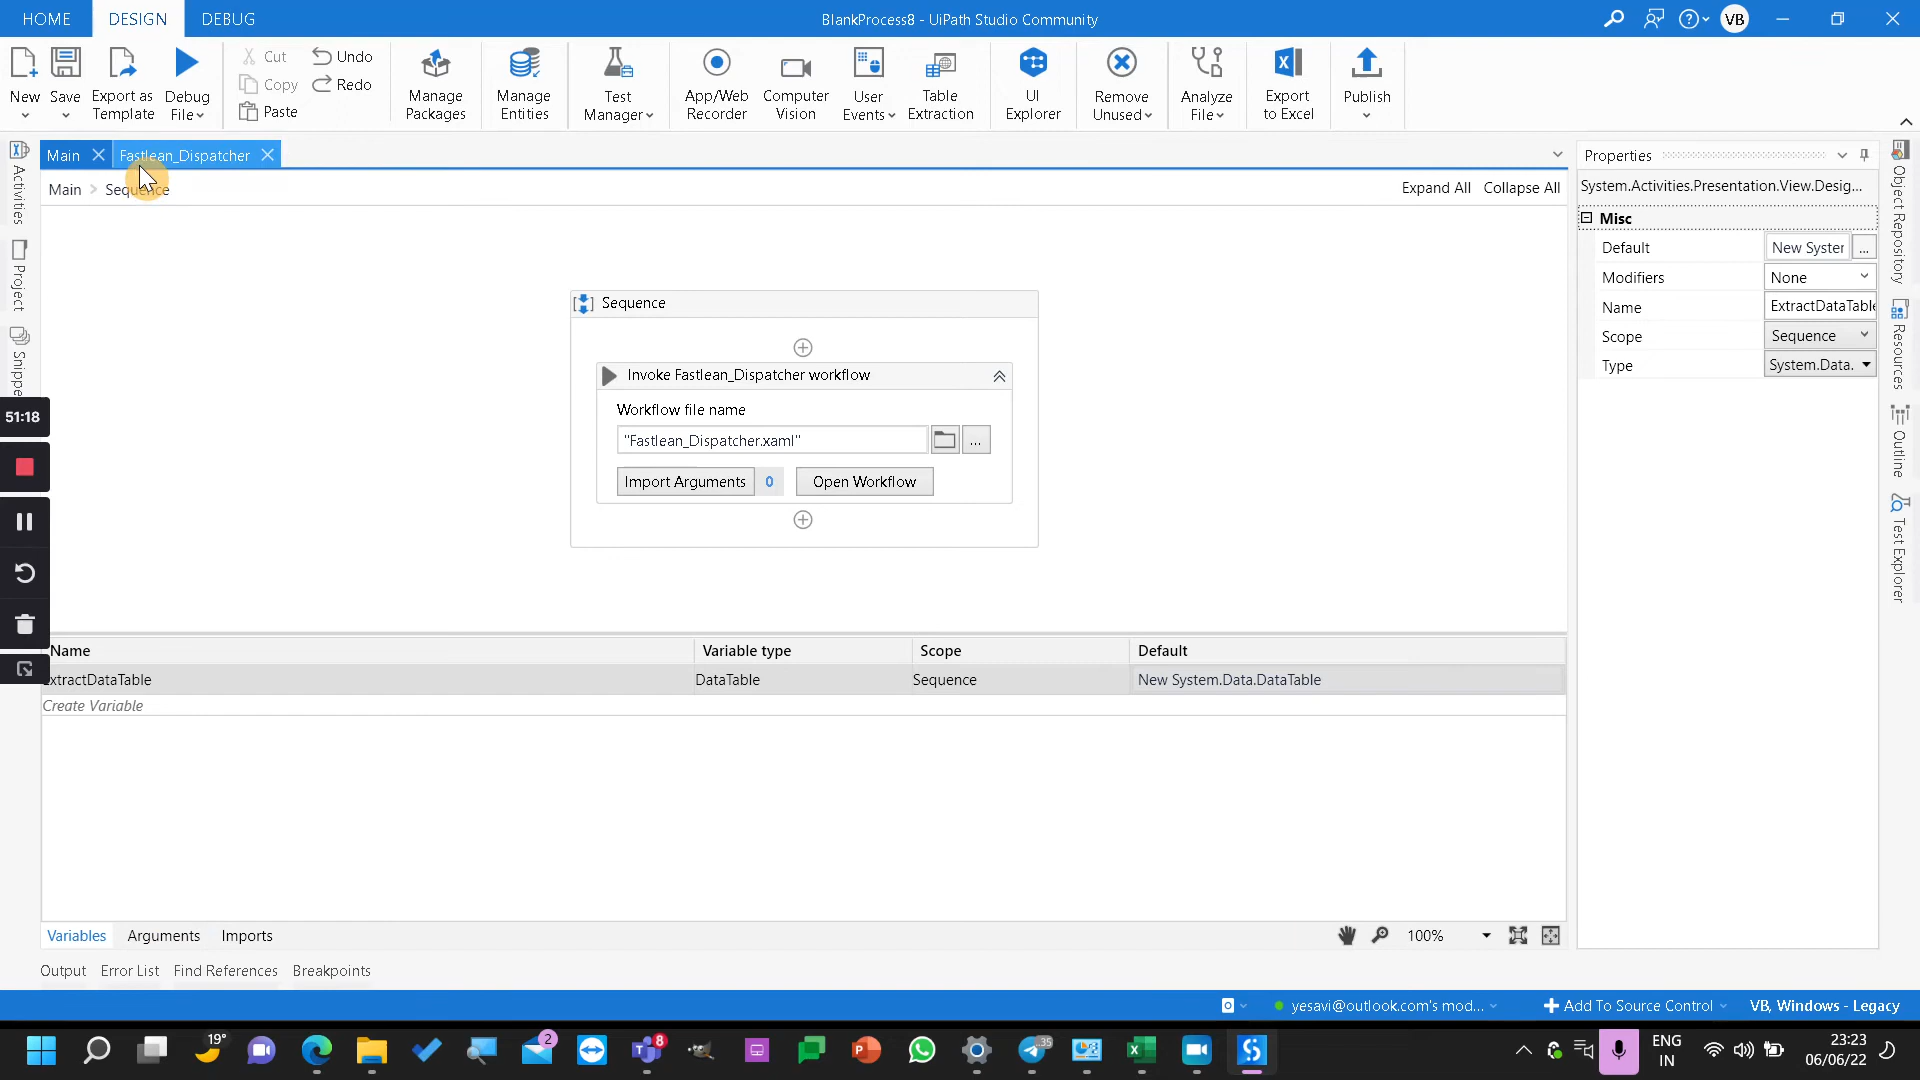 HOME DESIGN DEBUG BlankProcess8 - UiPath Studio Community VB
New Save Export as Template Debug File Cut Copy Paste Undo Redo Manage Packages Manage Entities Test Manager App/Web Recorder Computer Vision User Events Table Extraction UI Explorer Remove Unused Analyze File Export to Excel Publish
Main Fastlean_Dispatcher
Main > Sequence Expand All Collapse All
Activities
Project
Snippe
51:18
Sequence
Invoke Fastlean_Dispatcher workflow
Workflow file name
"Fastlean_Dispatcher.xaml" ...
Import Arguments 0 Open Workflow
Name Variable type Scope Default
xtractDataTable DataTable Sequence New System.Data.DataTable
Create Variable
Variables Arguments Imports 100%
Output Error List Find References Breakpoints
Properties
System.Activities.Presentation.View.Desig...
Misc
Default New Syster ...
Modifiers None
Name ExtractDataTable
Scope Sequence
Type System.Data.
Object Repository
Resources
Outline
Test Explorer
yesavi@outlook.com's mod... Add To Source Control VB, Windows - Legacy
19° 2 8 35 ENG IN 23:23 06/06/22